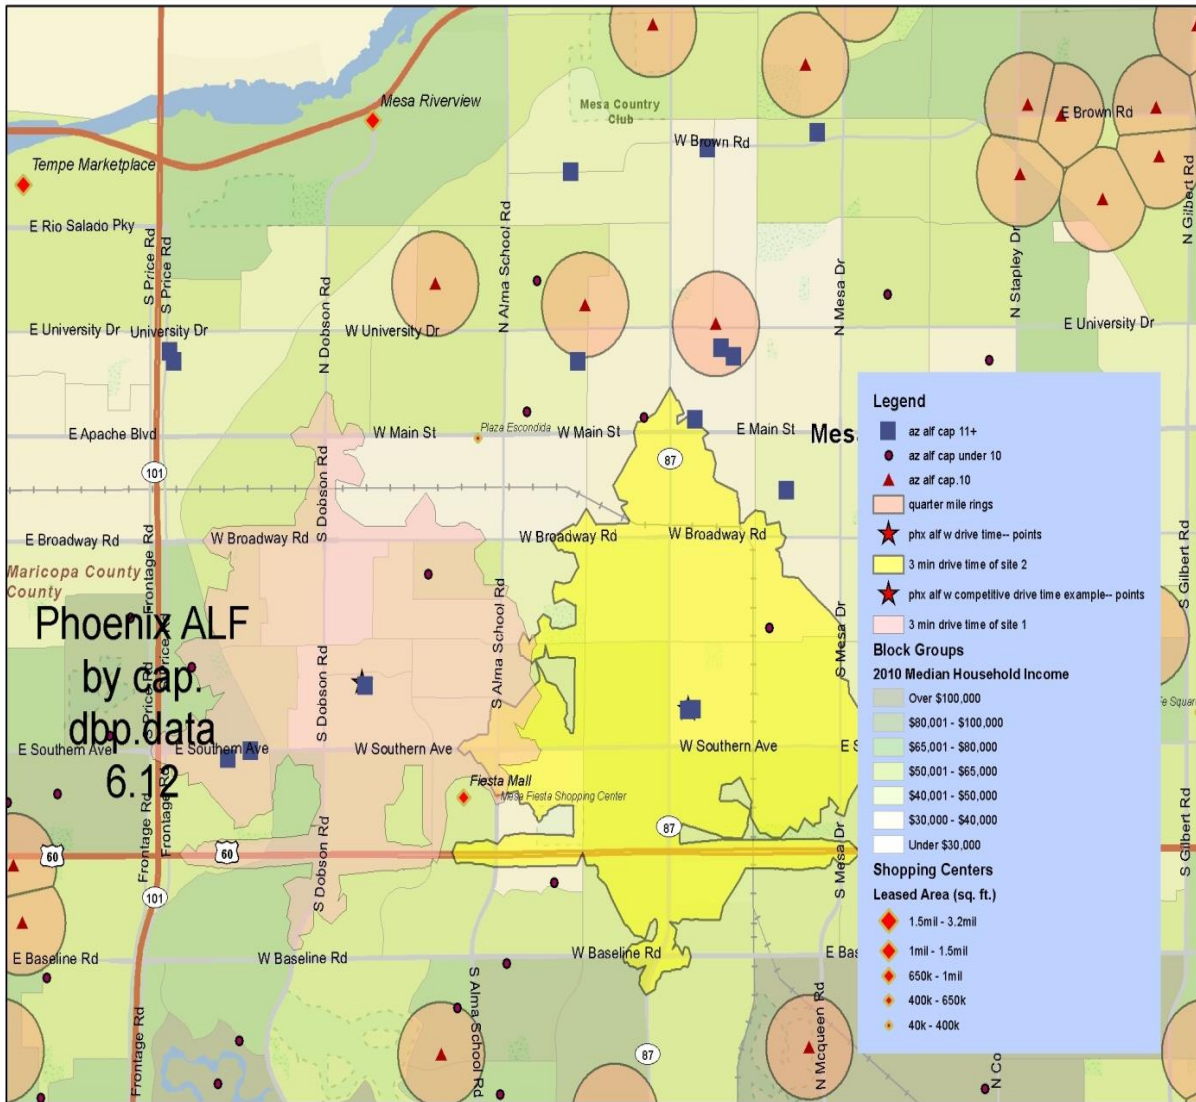 Mesa Riverview
Mesa Country
Club
E Brown Rd
W Brown Rd
Tempe Marketplace
E Rio Salado Pky
S Price Rd
S Price Rd
N Alma School Rd
N Dobson Rd
N Mesa Dr
N Stapley Dr
N Gilbert Rd
E University Dr
University Dr
W University Dr
E University Dr
E Apache Blvd
W Main St
Plaza Escondida
W Main St
E Main St
87
101
S Dobson Rd
E Broadway Rd
W Broadway Rd
W Broadway Rd
W Broadway Rd
Maricopa County
County
Frontage Rd
Phoenix ALF
by cap.
dbp.data
6.12
S Price Rd
S Price Rd
S Dobson Rd
S Alma School Rd
S Mesa Dr
S Gilbert Rd
E Southern Ave
E Southern Ave
W Southern Ave
W Southern Ave
Fiesta Mall
Mesa Fiesta Shopping Center
Frontage Rd
Frontage Rd
60
60
87
S Dobson Rd
S Mesa Dr
S Gilbert Rd
101
E Baseline Rd
W Baseline Rd
W Baseline Rd
S Alma School Rd
Frontage Rd
87
N Mcqueen Rd
Legend
az alf cap 11+
az alf cap under 10
az alf cap.10
quarter mile rings
phx alf w drive time-- points
3 min drive time of site 2
phx alf w competitive drive time example-- points
3 min drive time of site 1
Block Groups
2010 Median Household Income
Over $100,000
$80,001 - $100,000
$65,001 - $80,000
$50,001 - $65,000
$40,001 - $50,000
$30,000 - $40,000
Under $30,000
Shopping Centers
Leased Area (sq. ft.)
1.5mil - 3.2mil
1mil - 1.5mil
650k - 1mil
400k - 650k
40k - 400k